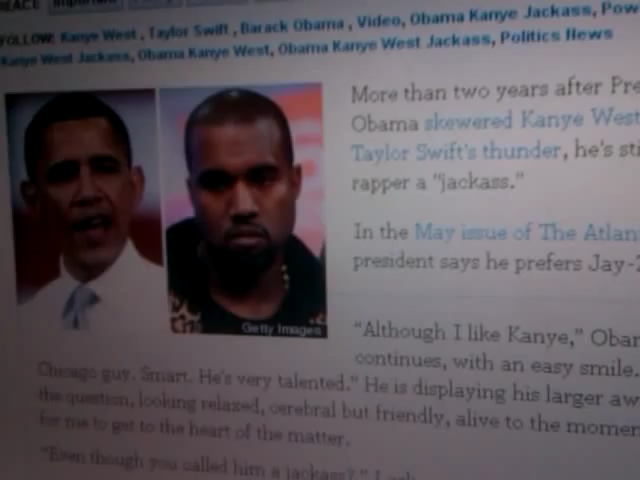 FOLLOW: Kanye West, Taylor Swift, Barack Obama, Video, Obama Kanye Jackass, Pow
Kanye West Jackass, Obama Kanye West, Obama Kanye West Jackass, Politics News
More than two years after Pre
Obama skewered Kanye West
Taylor Swift's thunder, he's sti
rapper a "jackass."
In the May issue of The Atlan
president says he prefers Jay-Z
Getty Images
"Although I like Kanye," Obar
continues, with an easy smile.
Chicago guy. Smart. He's very talented." He is displaying his larger aw
the question, looking relaxed, cerebral but friendly, alive to the momen
for me to get to the heart of the matter.
"Even though you called him a jackass?" I